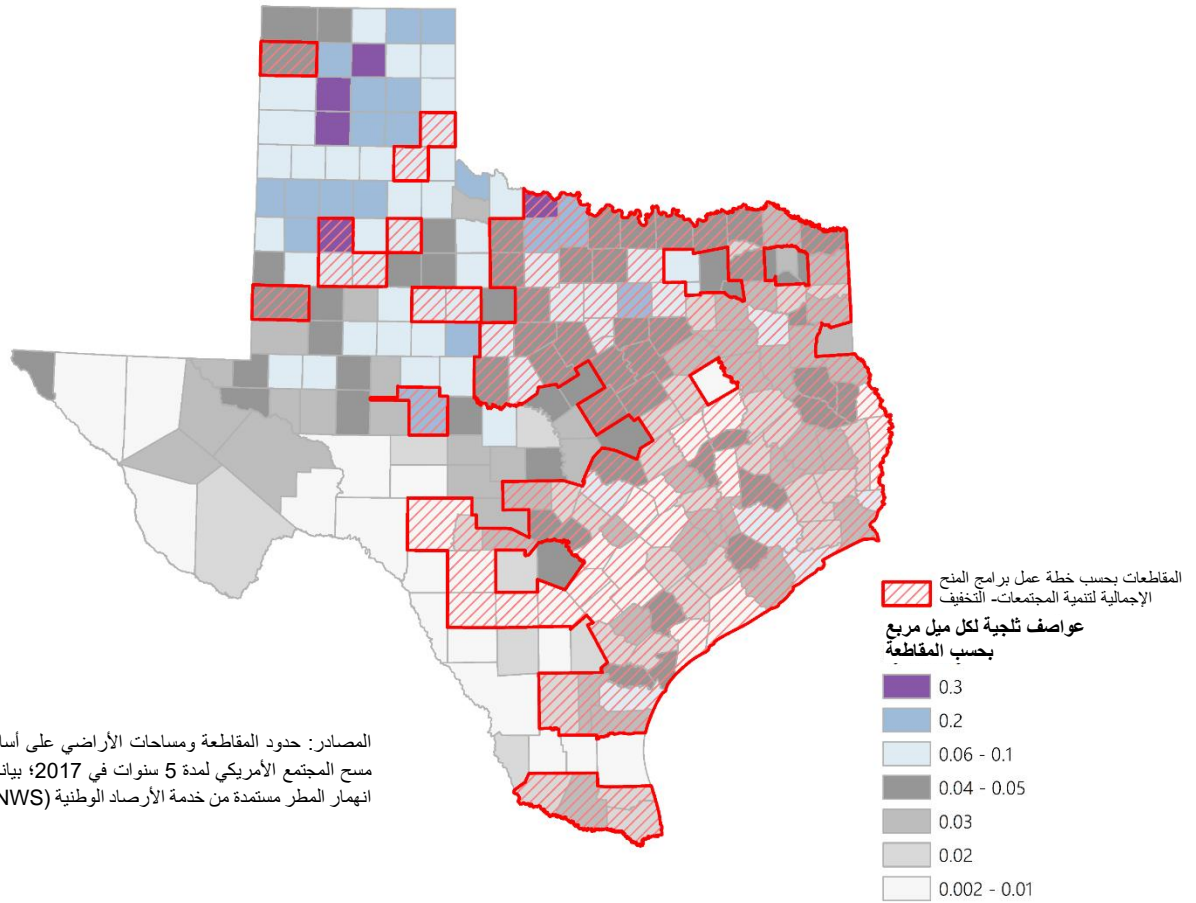 المقاطعات بحسب خطة عمل برامج المنح
الإجمالية لتنمية المجتمعات- التخفيف
عواصف ثلجية لكل ميل مربع
بحسب المقاطعة
0.3
0.2
0.06 - 0.1
0.04 - 0.05
0.03
0.02
0.002 - 0.01
المصادر: حدود المقاطعة ومساحات الأراضي على
مسح المجتمع الأمريكي لمدة 5 سنوات في 2017؛
انهمار المطر مستمدة من خدمة الأرصاد الوطنية (NWS